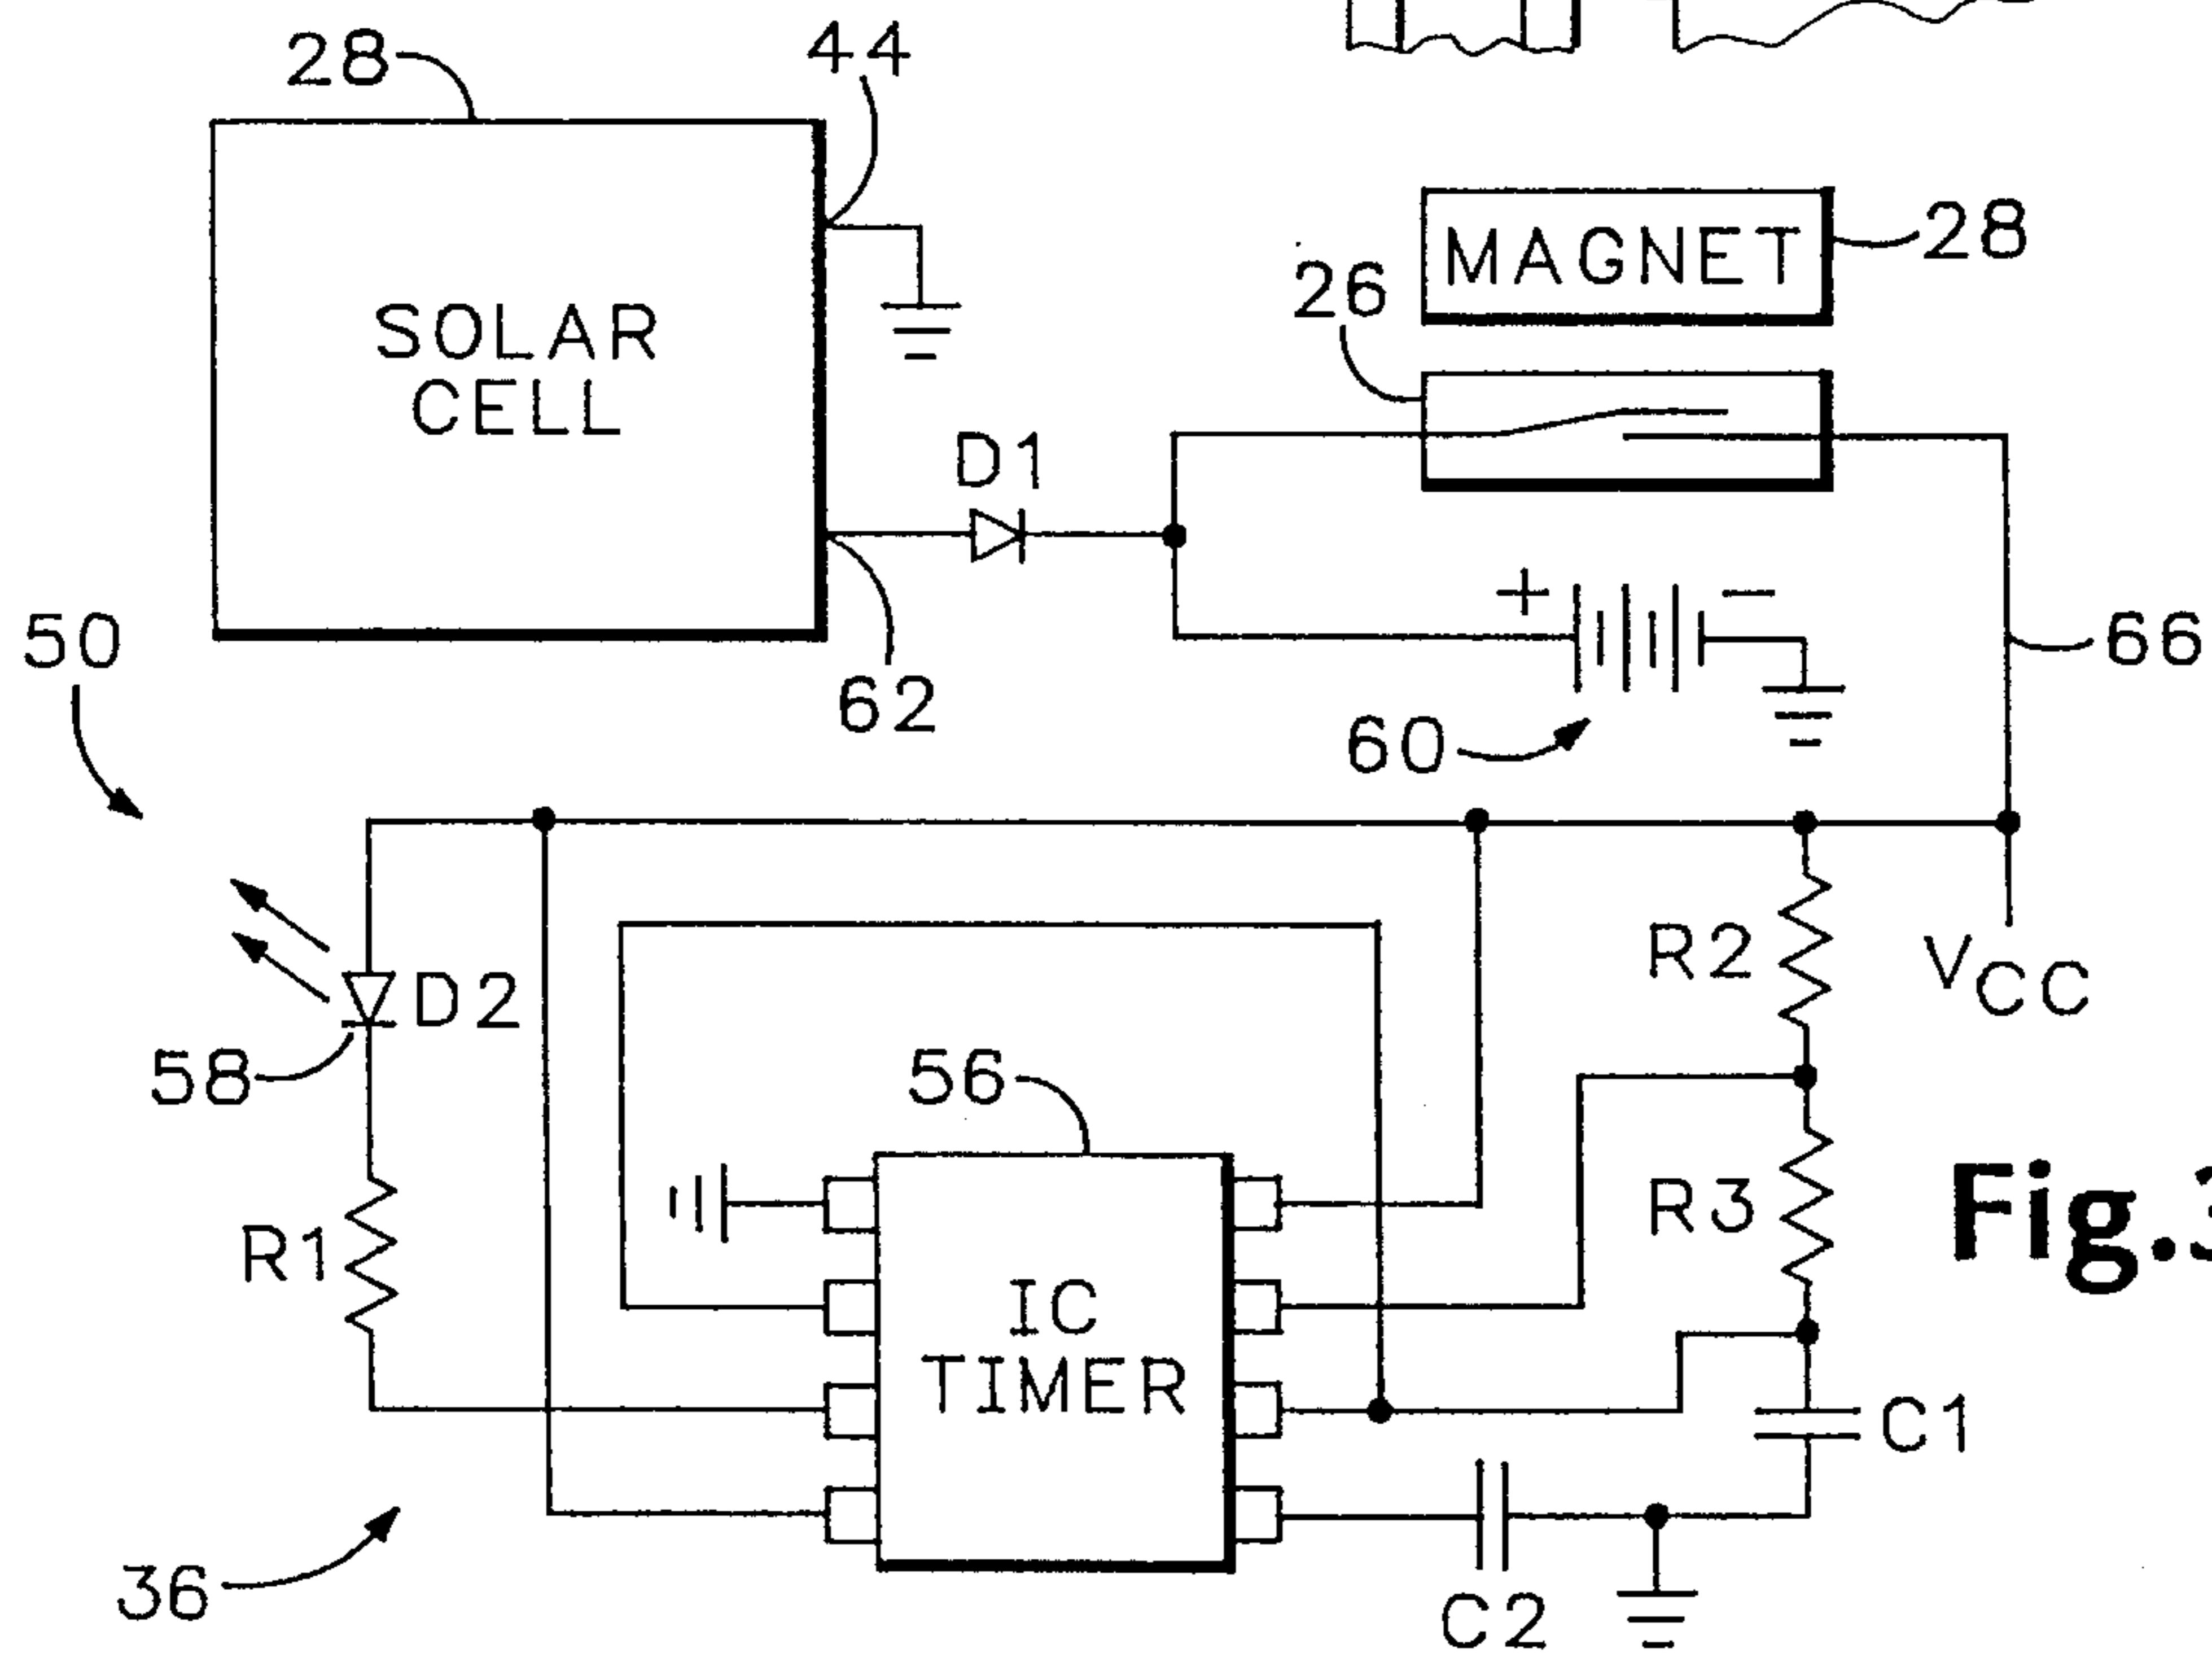 28
44
SOLAR
CELL
MAGNET
28
26
D1
+
−
50
62
60
66
D2
58
R2
VCC
56
R1
R3
Fig.3
IC
TIMER
C1
36
C2